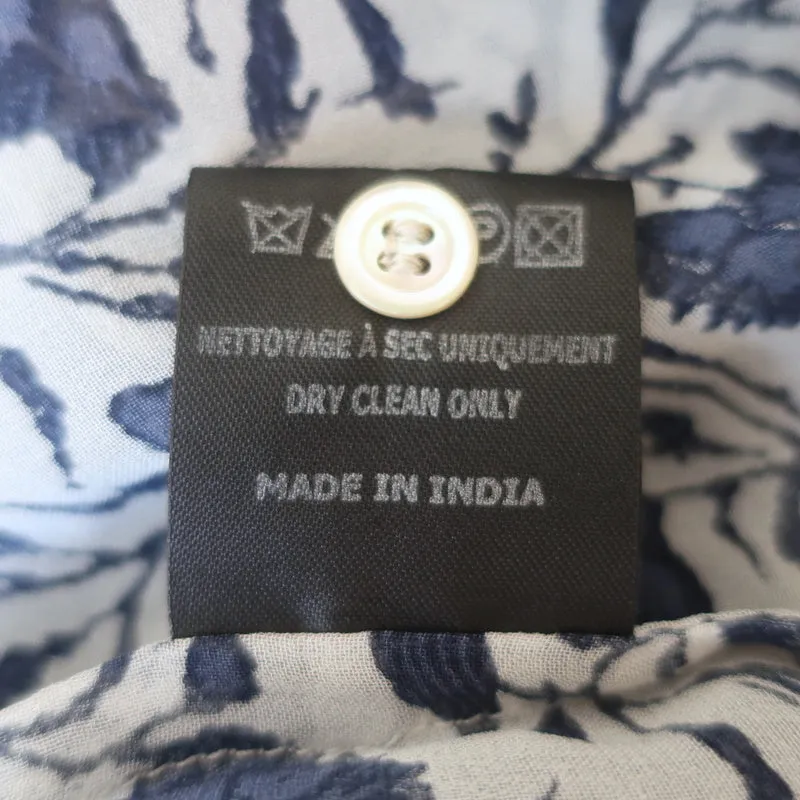 NETTOYAGE À SEC UNIQUEMENT
DRY CLEAN ONLY
MADE IN INDIA